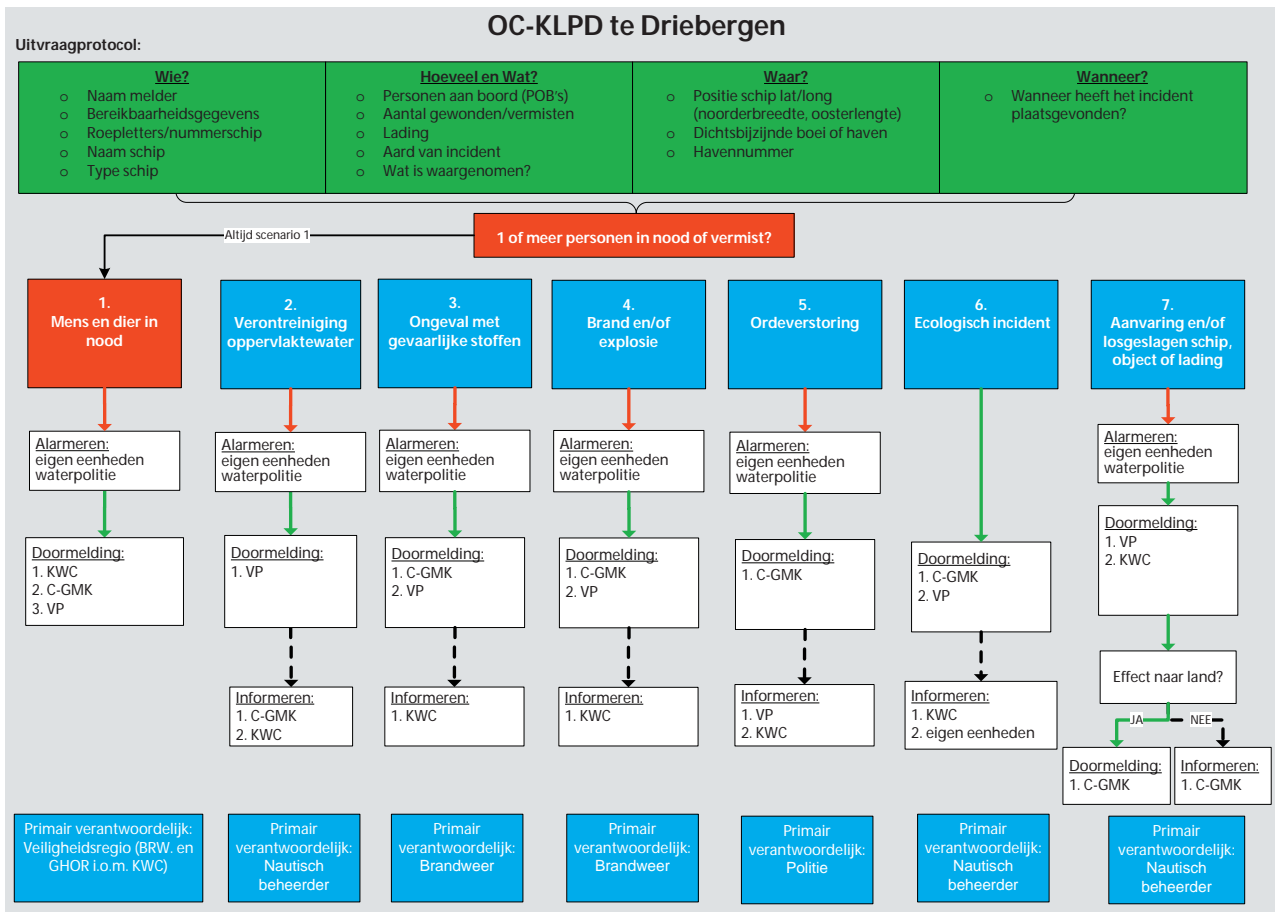 OC-KLPD te Driebergen
Uitvraagprotocol:
Wie?
o Naam melder
o Bereikbaarheidsgegevens
o Roepletters/nummerschip
o Naam schip
o Type schip
Hoeveel en Wat?
o Personen aan boord (POB's)
o Aantal gewonden/vermisten
o Lading
o Aard van incident
o Wat is waargenomen?
Waar?
o Positie schip lat/long
(noorderbreedte, oosterlengte)
o Dichtsbijzijnde boei of haven
o Havennummer
Wanneer?
o Wanneer heeft het incident
plaatsgevonden?
Altijd scenario 1
1 of meer personen in nood of vermist?
1.
Mens en dier in
nood
2.
Verontreiniging
oppervlaktewater
3.
Ongeval met
gevaarlijke stoffen
4.
Brand en/of
explosie
5.
Ordeverstoring
6.
Ecologisch incident
7.
Aanvaring en/of
losgeslagen schip,
object of lading
Alarmeren:
eigen eenheden
waterpolitie
Alarmeren:
eigen eenheden
waterpolitie
Alarmeren:
eigen eenheden
waterpolitie
Alarmeren:
eigen eenheden
waterpolitie
Alarmeren:
eigen eenheden
waterpolitie
Alarmeren:
eigen eenheden
waterpolitie
Doormelding:
1. KWC
2. C-GMK
3. VP
Doormelding:
1. VP
Doormelding:
1. C-GMK
2. VP
Doormelding:
1. C-GMK
2. VP
Doormelding:
1. C-GMK
Doormelding:
1. C-GMK
2. VP
Doormelding:
1. VP
2. KWC
Informeren:
1. C-GMK
2. KWC
Informeren:
1. KWC
Informeren:
1. KWC
Informeren:
1. VP
2. KWC
Informeren:
1. KWC
2. eigen eenheden
Effect naar land?
JA
NEE
Doormelding:
1. C-GMK
Informeren:
1. C-GMK
Primair verantwoordelijk:
Veiligheidsregio (BRW. en
GHOR i.o.m. KWC)
Primair
verantwoordelijk:
Nautisch
beheerder
Primair
verantwoordelijk:
Brandweer
Primair
verantwoordelijk:
Brandweer
Primair
verantwoordelijk:
Politie
Primair
verantwoordelijk:
Nautisch
beheerder
Primair
verantwoordelijk:
Nautisch
beheerder